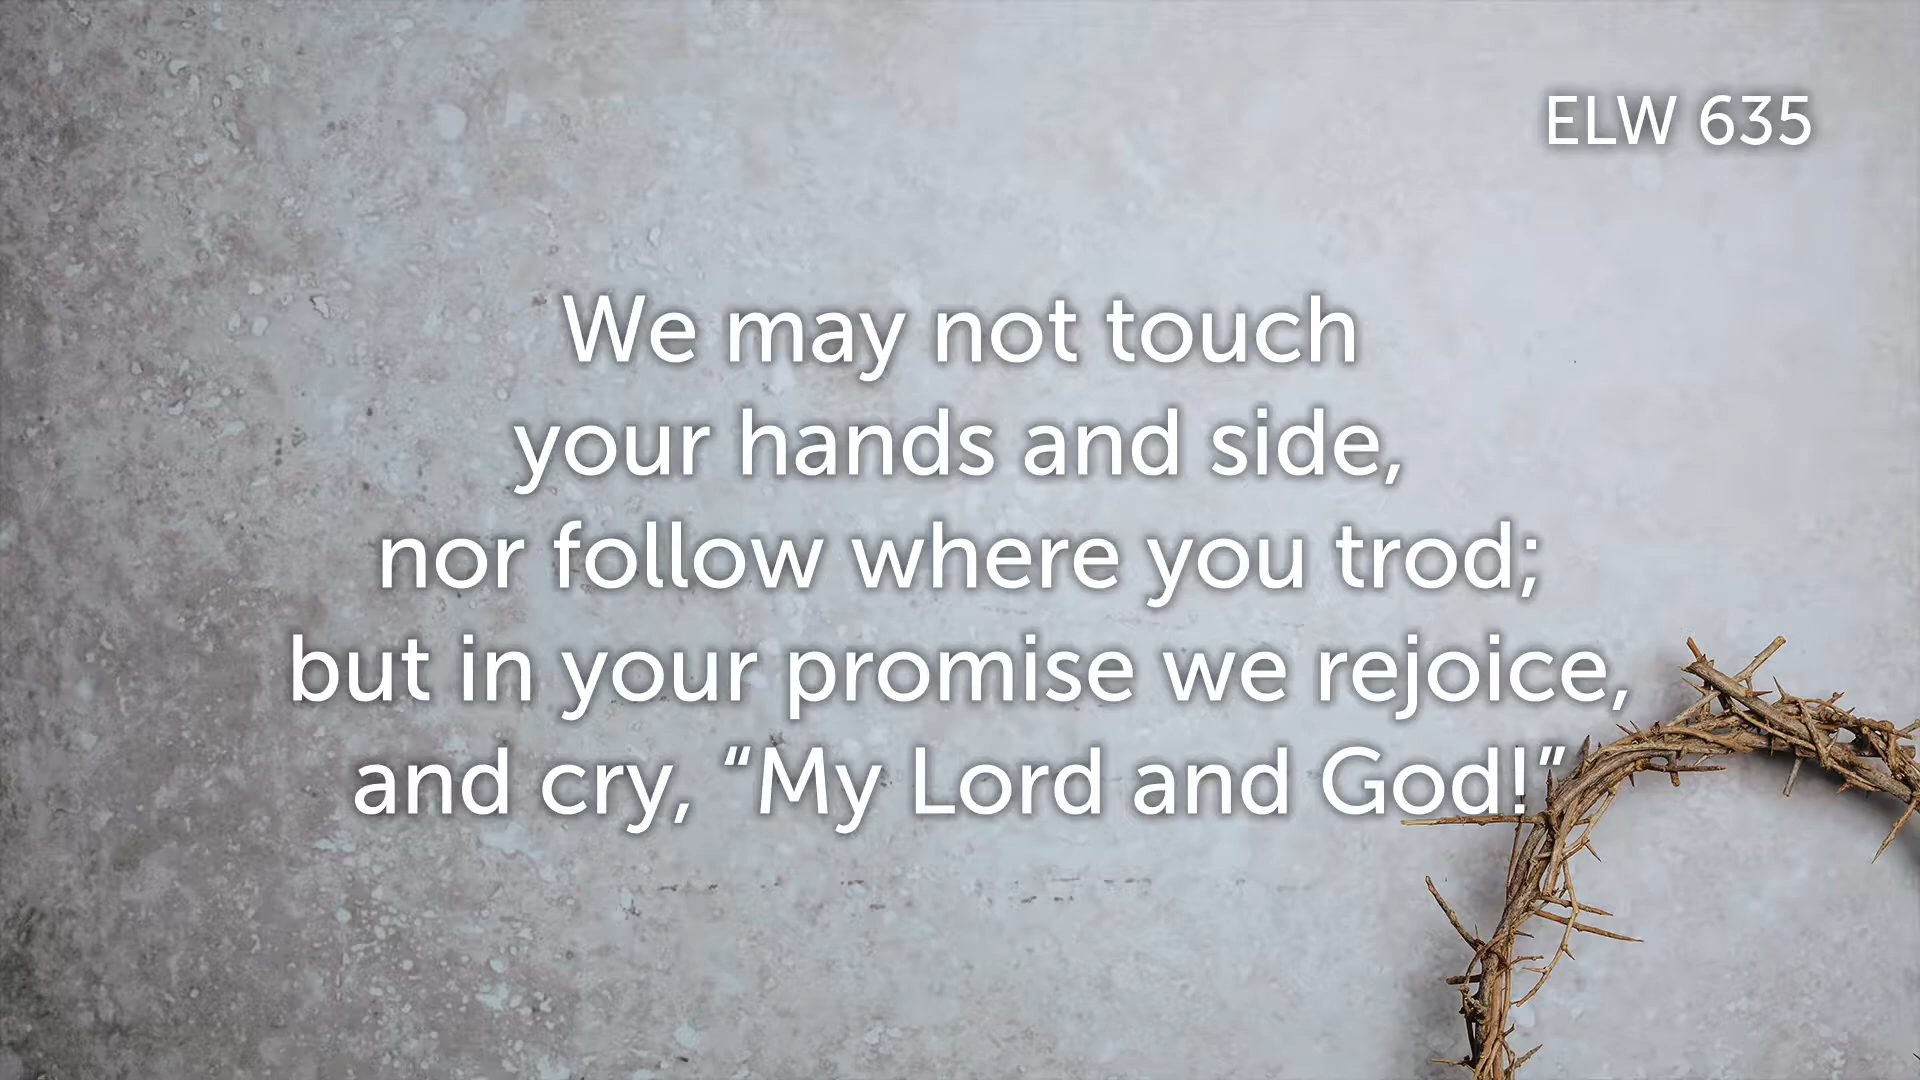 ELW 635
We may not touch
your hands and side,
nor follow where you trod;
but in your promise we rejoice,
and cry, “My Lord and God!”